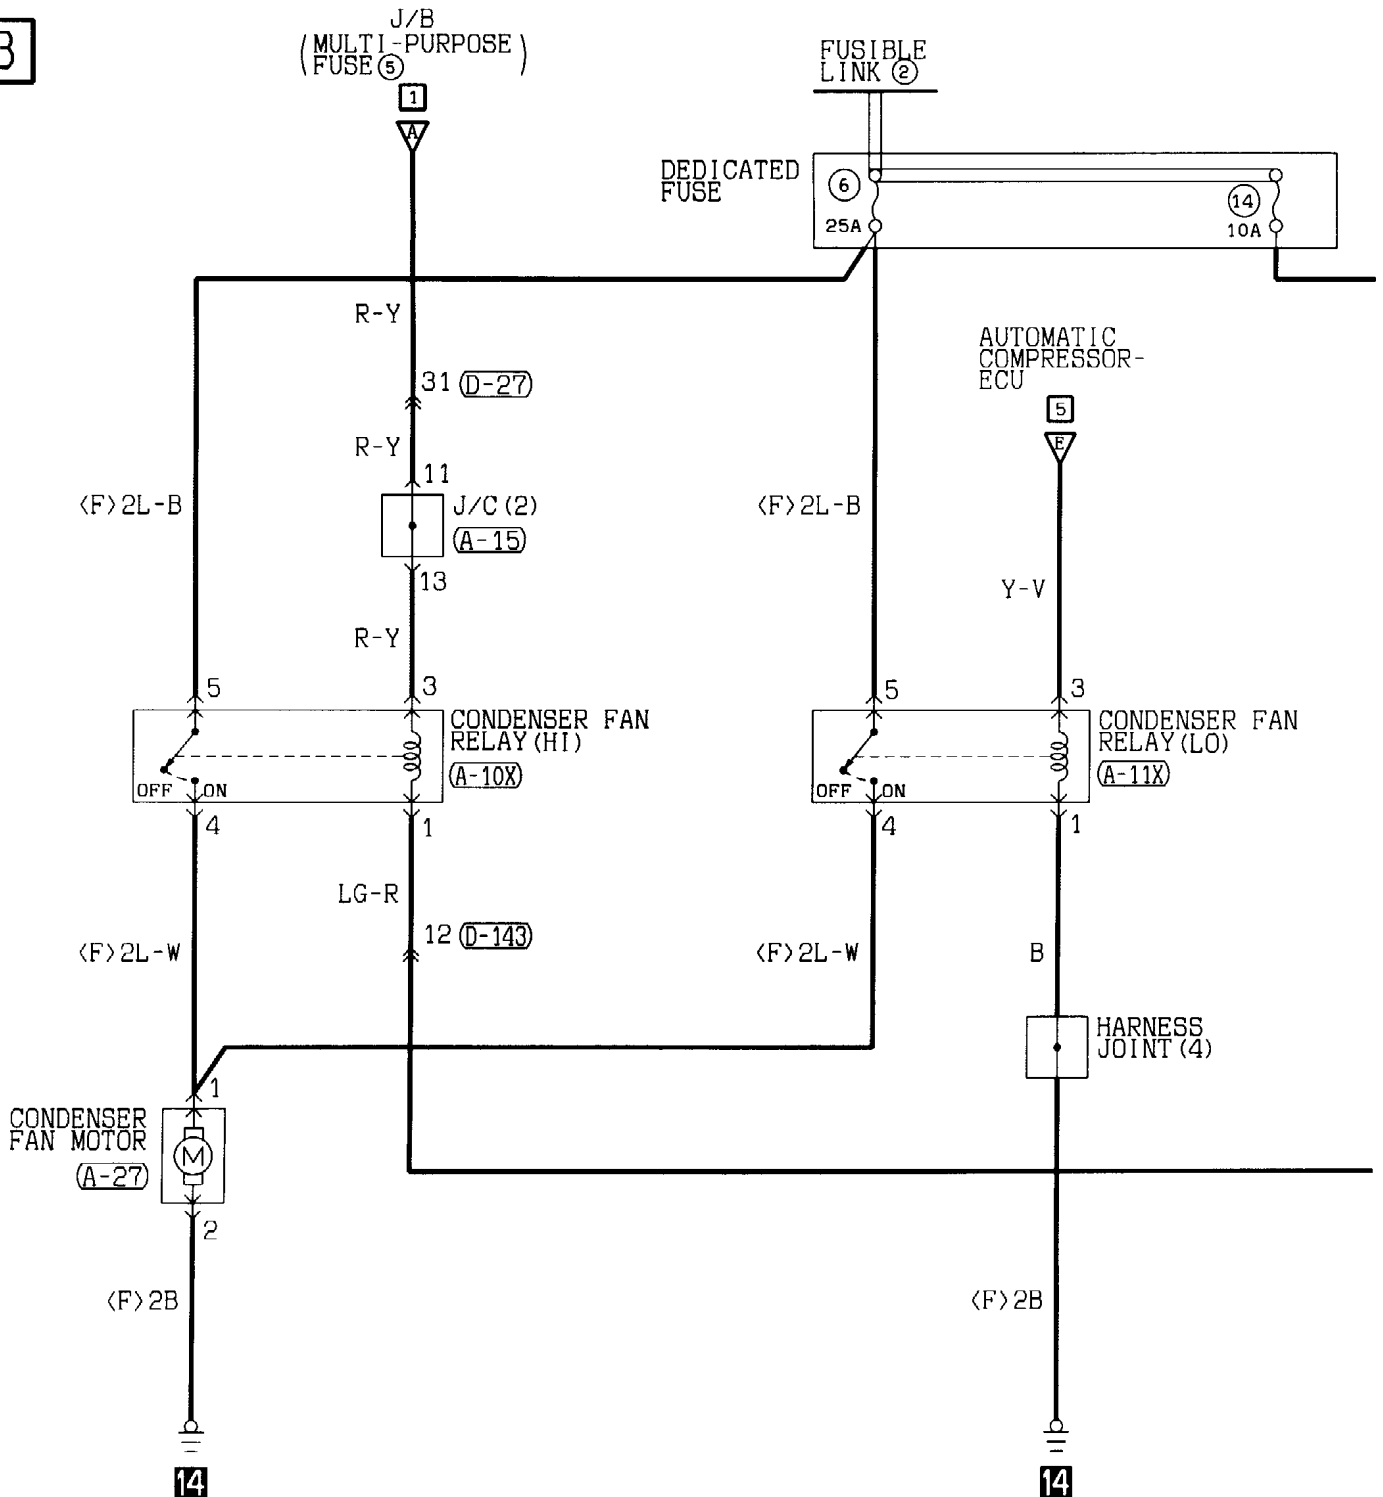 B
J/B
(MULTI-PURPOSE
FUSE⑤)
1
A
FUSIBLE
LINK ②
DEDICATED
FUSE
6
25A
14
10A
R-Y
AUTOMATIC
COMPRESSOR-
ECU
5
E
31 (D-27)
R-Y
11
J/C(2)
(A-15)
13
<F>2L-B
<F>2L-B
Y-V
R-Y
5
3
5
3
CONDENSER FAN
RELAY(HI)
(A-10X)
OFF ON
CONDENSER FAN
RELAY(LO)
(A-11X)
OFF ON
4
1
4
1
LG-R
12 (D-143)
<F>2L-W
<F>2L-W
B
HARNESS
JOINT(4)
1
CONDENSER
FAN MOTOR
(A-27)
M
2
<F>2B
<F>2B
14
14